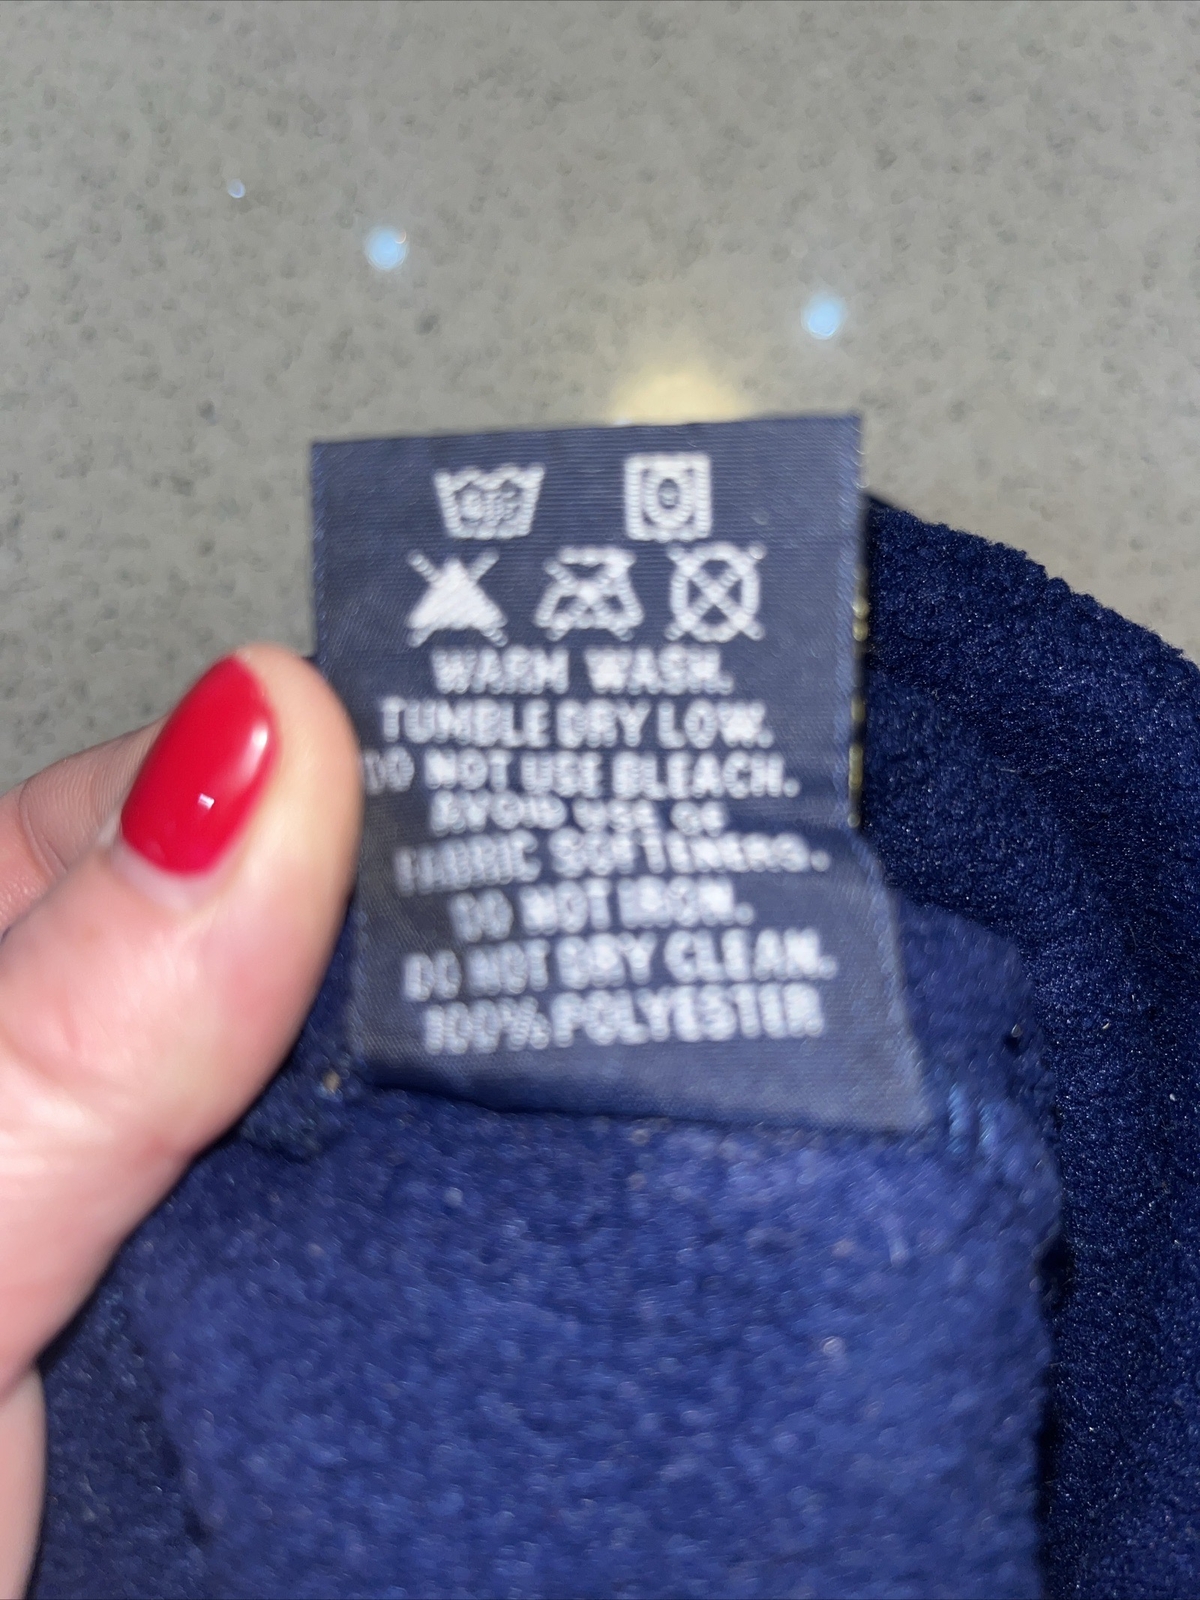 WARM WASH.
TUMBLE DRY LOW.
DO NOT USE BLEACH.
AVOID USE OF
FABRIC SOFTENERS.
DO NOT IRON.
DO NOT DRY CLEAN.
100% POLYESTER